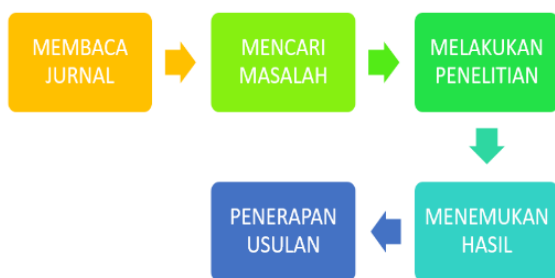 MEMBACA
JURNAL
MENCARI
MASALAH
MELAKUKAN
PENELITIAN
MENEMUKAN
HASIL
PENERAPAN
USULAN